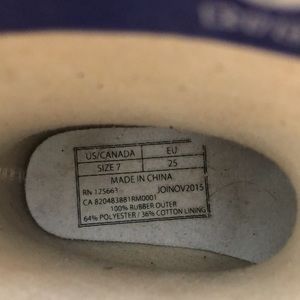 US/CANADA EU
SIZE 7 25
MADE IN CHINA
RN 125661 JOINOV2015
CA 820483881RM0001
100% RUBBER OUTER
64% POLYESTER / 36% COTTON LINING